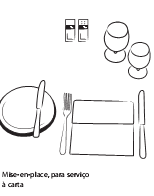 Mise-en-place, para serviço
à carta